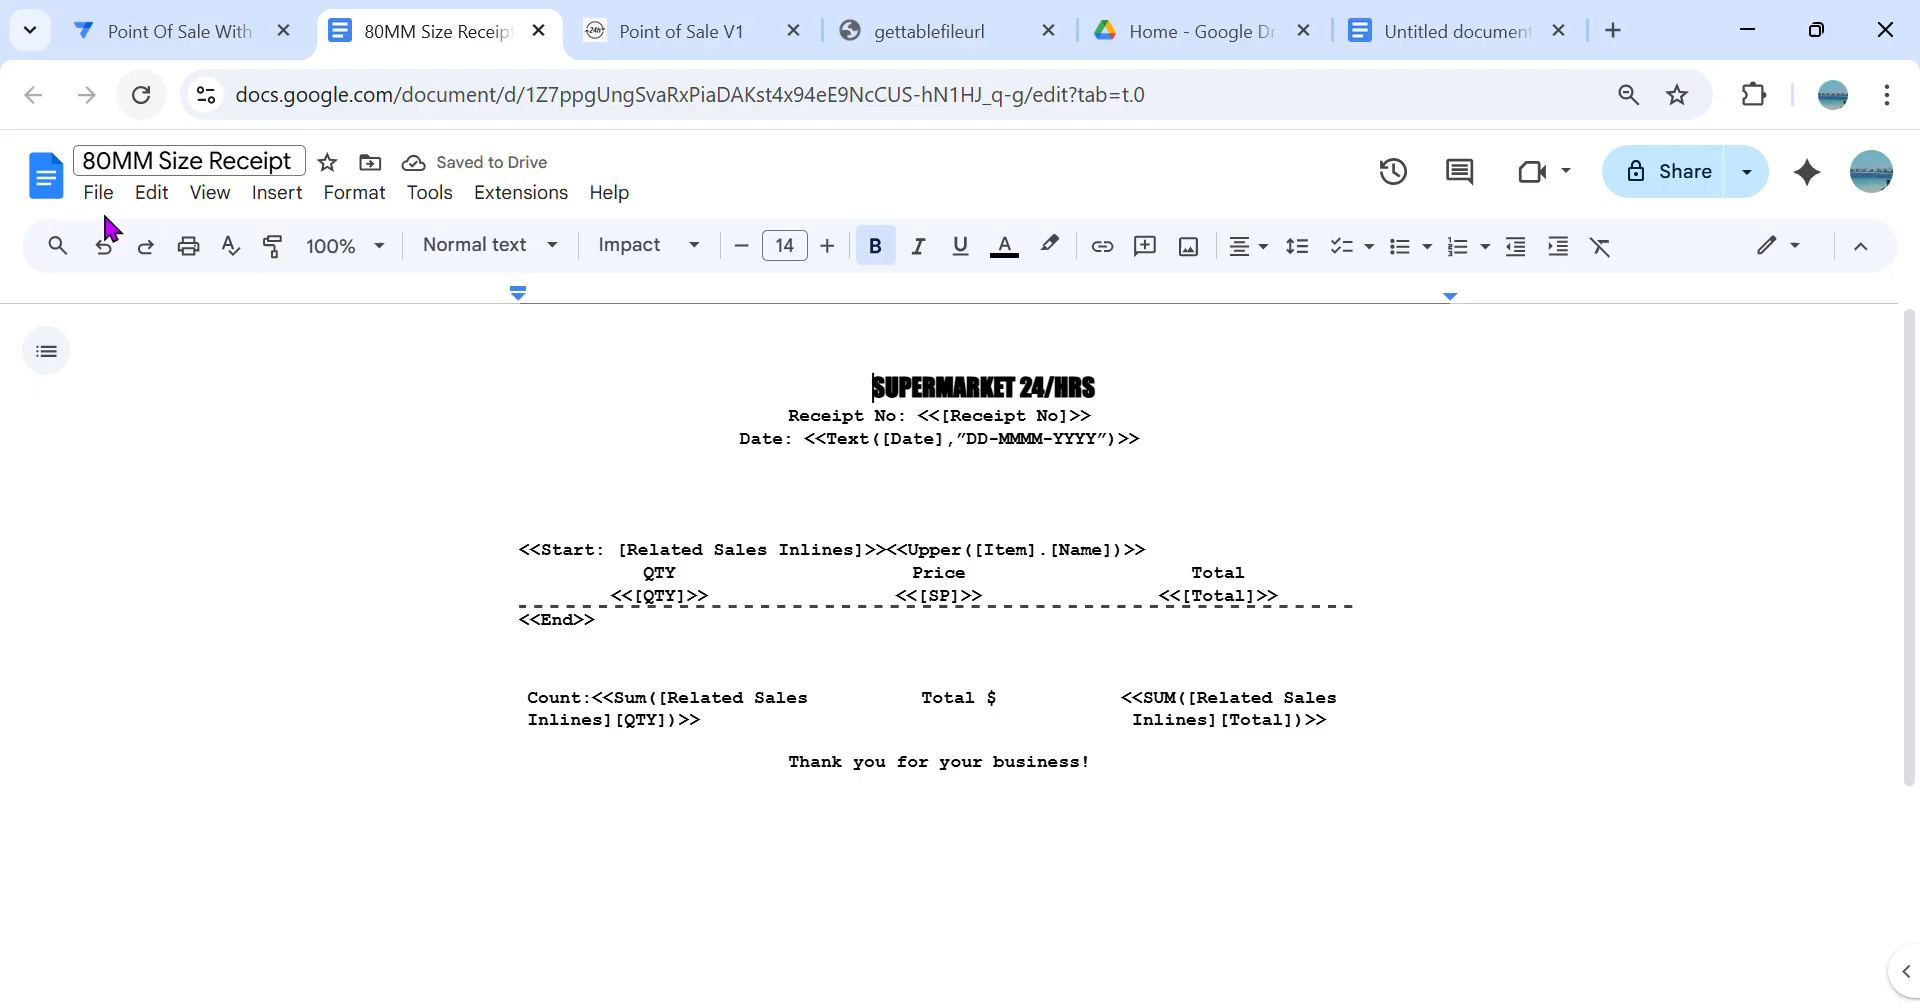 Point Of Sale With
80MM Size Receip
Point of Sale V1
gettablefileurl
Home - Google Dr
Untitled document
docs.google.com/document/d/1Z7ppgUngSvaRxPiaDAKst4x94eE9NcCUS-hN1HJ_q-g/edit?tab=t.0
80MM Size Receipt
Saved to Drive
Share
File Edit View Insert Format Tools Extensions Help
100% Normal text Impact 14 B I U A
SUPERMARKET 24/HRS
Receipt No: <<[Receipt No]>>
Date: <<Text([Date],”DD-MMMM-YYYY”)>>
<<Start: [Related Sales Inlines]>><<Upper([Item].[Name])>>
QTY Price Total
<<[QTY]>> <<[SP]>> <<[Total]>>
<<End>>
Count:<<Sum([Related Sales Total $ <<SUM([Related Sales
Inlines][QTY])>> Inlines][Total])>>
Thank you for your business!